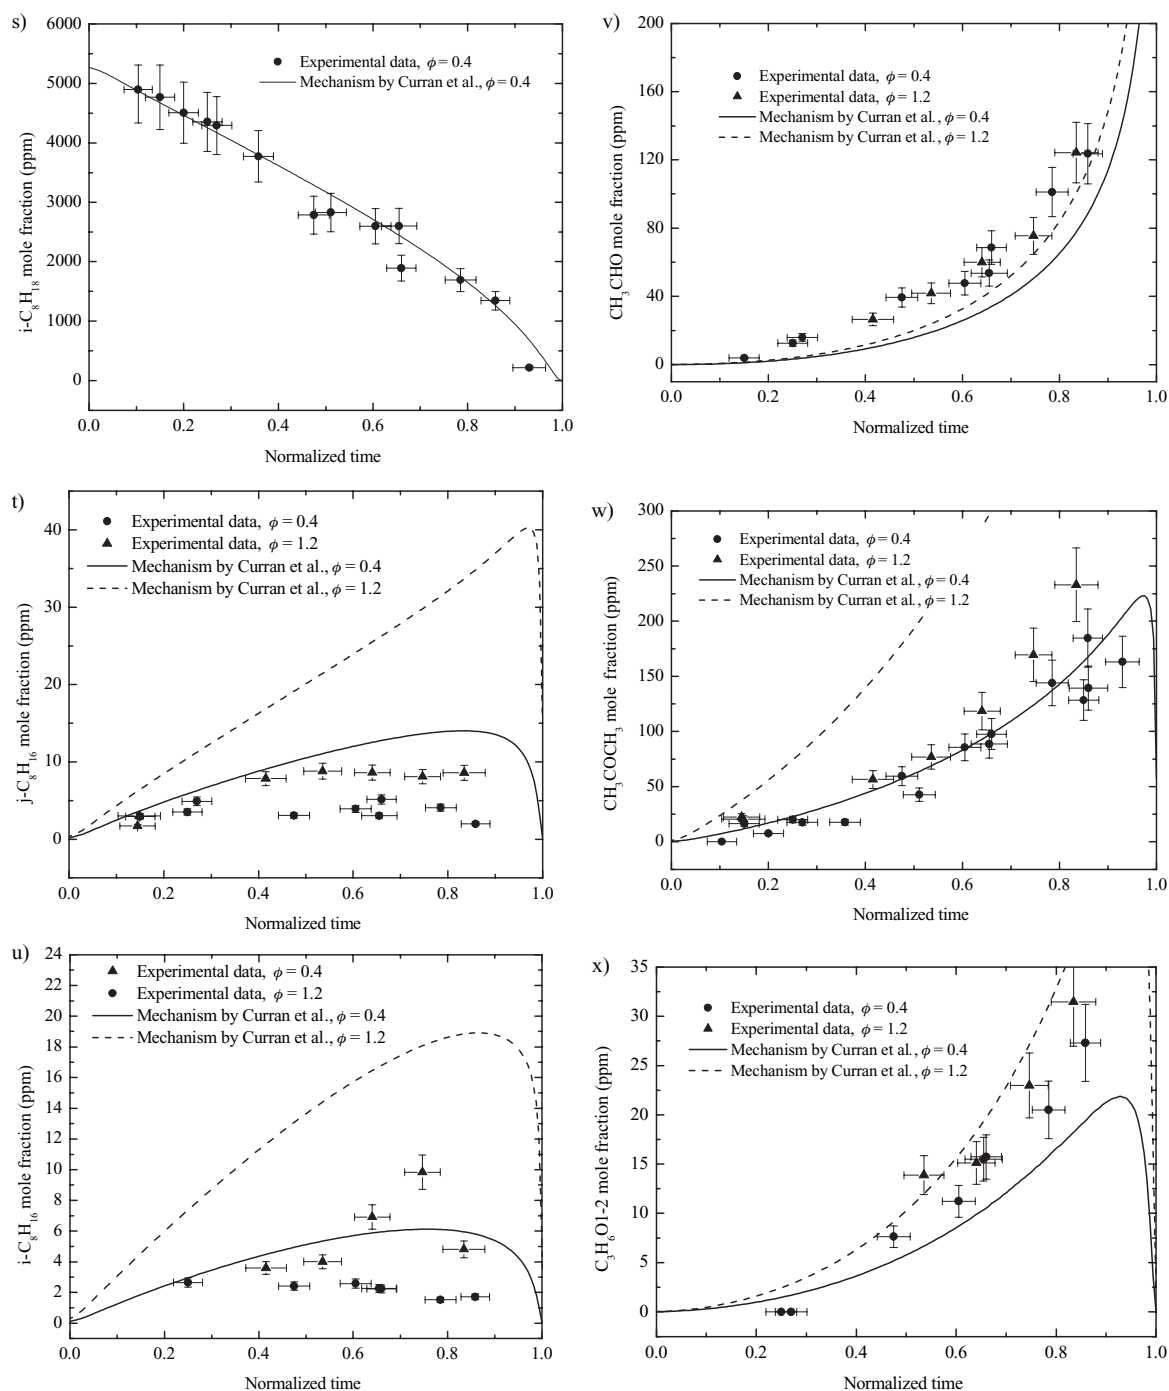 s)
6000
5000
4000
3000
2000
1000
0
i-C₈H₁₈ mole fraction (ppm)
Experimental data, ϕ = 0.4
Mechanism by Curran et al., ϕ = 0.4
0.0 0.2 0.4 0.6 0.8 1.0
Normalized time
v)
200
160
120
80
40
0
CH₃CHO mole fraction (ppm)
Experimental data, ϕ = 0.4
Experimental data, ϕ = 1.2
Mechanism by Curran et al., ϕ = 0.4
Mechanism by Curran et al., ϕ = 1.2
0.0 0.2 0.4 0.6 0.8 1.0
Normalized time
t)
40
30
20
10
0
j-C₈H₁₆ mole fraction (ppm)
Experimental data, ϕ = 0.4
Experimental data, ϕ = 1.2
Mechanism by Curran et al., ϕ = 0.4
Mechanism by Curran et al., ϕ = 1.2
0.0 0.2 0.4 0.6 0.8 1.0
Normalized time
w)
300
250
200
150
100
50
0
CH₃COCH₃ mole fraction (ppm)
Experimental data, ϕ = 0.4
Experimental data, ϕ = 1.2
Mechanism by Curran et al., ϕ = 0.4
Mechanism by Curran et al., ϕ = 1.2
0.0 0.2 0.4 0.6 0.8 1.0
Normalized time
u)
24
22
20
18
16
14
12
10
8
6
4
2
0
i-C₈H₁₆ mole fraction (ppm)
Experimental data, ϕ = 0.4
Experimental data, ϕ = 1.2
Mechanism by Curran et al., ϕ = 0.4
Mechanism by Curran et al., ϕ = 1.2
0.0 0.2 0.4 0.6 0.8 1.0
Normalized time
x)
35
30
25
20
15
10
5
0
C₃H₆O1-2 mole fraction (ppm)
Experimental data, ϕ = 0.4
Experimental data, ϕ = 1.2
Mechanism by Curran et al., ϕ = 0.4
Mechanism by Curran et al., ϕ = 1.2
0.0 0.2 0.4 0.6 0.8 1.0
Normalized time